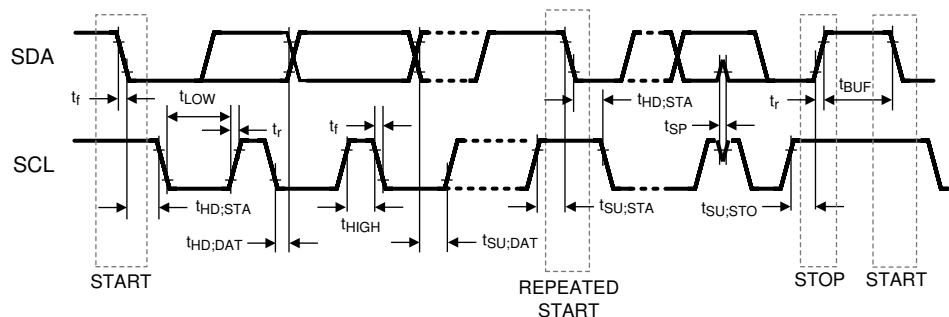 SDA
t_f
t_LOW
t_r
t_f
t_HD;STA
t_SP
t_r
t_BUF
SCL
t_HD;STA
t_HD;DAT
t_HIGH
t_SU;DAT
t_SU;STA
t_SU;STO
START
REPEATED
START
STOP
START